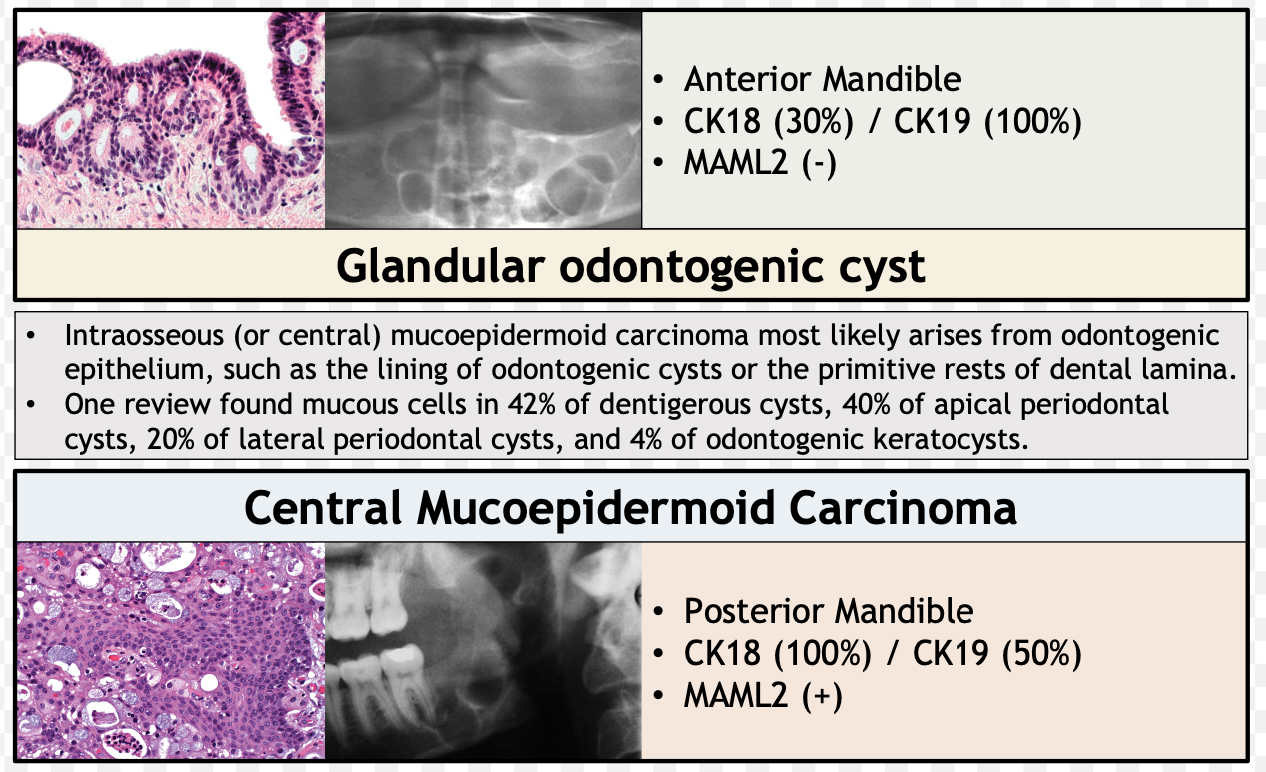 • Anterior Mandible
• CK18 (30%) / CK19 (100%)
• MAML2 (-)
Glandular odontogenic cyst
• Intraosseous (or central) mucoepidermoid carcinoma most likely arises from odontogenic
epithelium, such as the lining of odontogenic cysts or the primitive rests of dental lamina.
• One review found mucous cells in 42% of dentigerous cysts, 40% of apical periodontal
cysts, 20% of lateral periodontal cysts, and 4% of odontogenic keratocysts.
Central Mucoepidermoid Carcinoma
• Posterior Mandible
• CK18 (100%) / CK19 (50%)
• MAML2 (+)